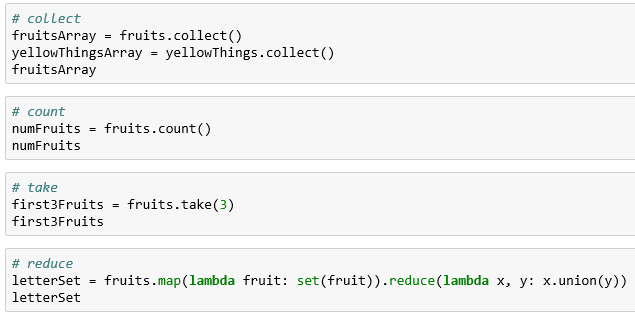 # collect
fruitsArray = fruits.collect()
yellowThingsArray = yellowThings.collect()
fruitsArray
# count
numFruits = fruits.count()
numFruits
# take
first3Fruits = fruits.take(3)
first3Fruits
# reduce
letterSet = fruits.map(lambda fruit: set(fruit)).reduce(lambda x, y: x.union(y))
letterSet